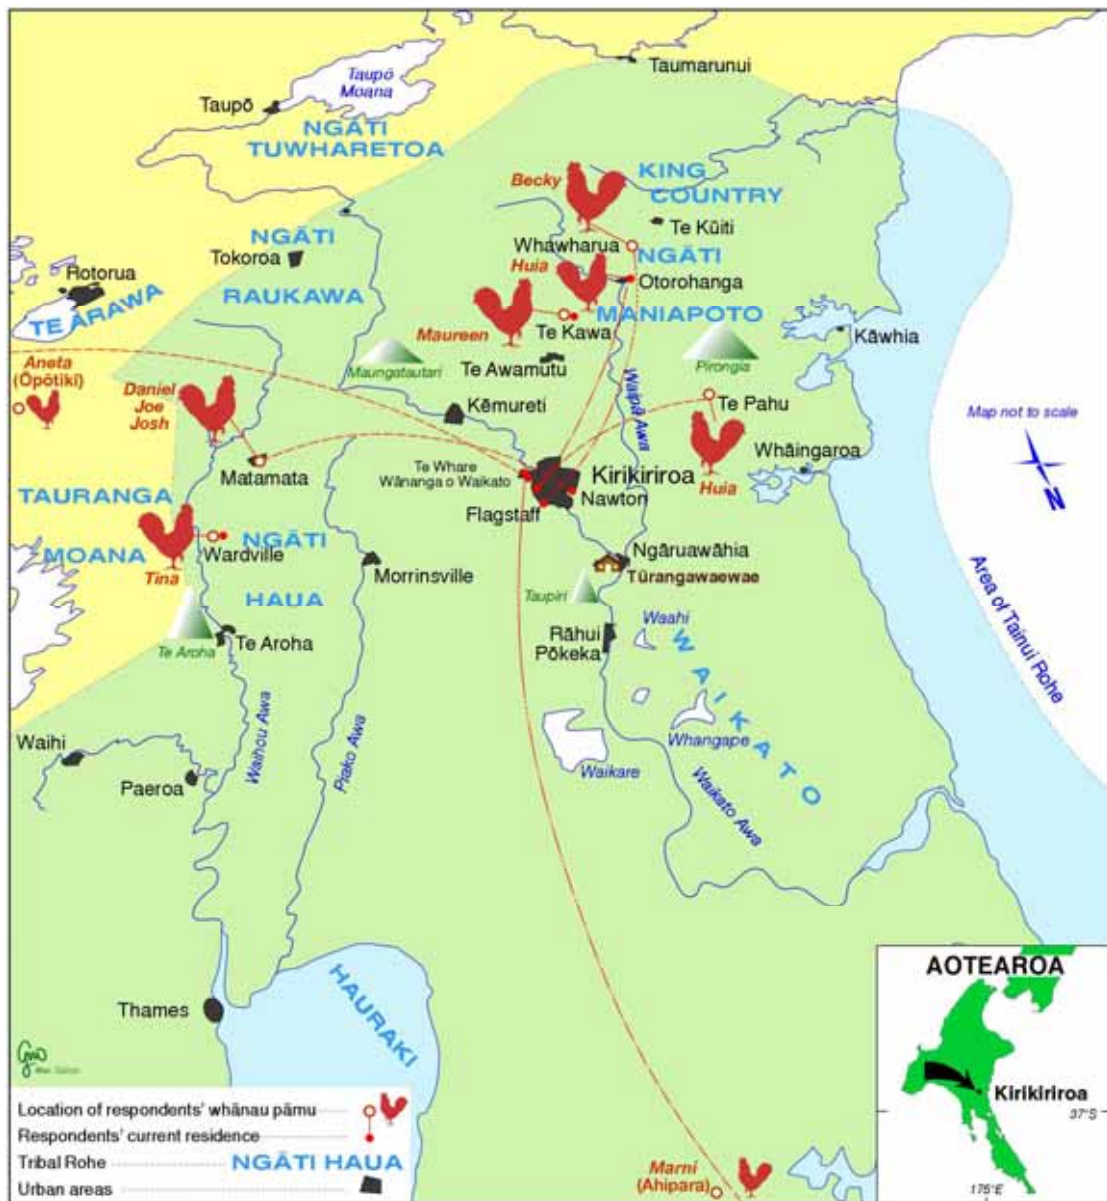 Taumarunui
Taupō
Moana
Taupō
NGĀTI
TUWHARETOA
Becky
KING
COUNTRY
Te Kūiti
Whawharua
NGĀTI
Tokoroa
RAUKAWA
Huia
NGĀTI
Otorohanga
MANIAPOTO
Rotorua
TE ARAWA
Maureen
Te Kawa
Kāwhia
Aneta
(Ōpōtiki)
Daniel
Joe
Josh
Maungatautari
Te Awamutu
Pirongia
Waipā Awa
Te Pahu
Map not to scale
Kēmureti
Matamata
Te Whare
Wānanga o Waikato
Kirikiriroa
Nawton
Flagstaff
Whāingaroa
Huia
N
TAURANGA
MOANA
Tina
Wardville
NGĀTI
HAUA
Morrinsville
Ngāruawāhia
Tūrangawaewae
Taupiri
Te Aroha
Te Aroha
Rāhui
Pōkeka
Waahi
WAIKATO
Area of Tainui Rohe
Waihi
Paeroa
Waihou Awa
Piako Awa
Waikare
Whangape
Waikato Awa
Thames
HAURAKI
AOTEAROA
Kirikiriroa
37°S
175°E
Location of respondents' whānau pāmu
Respondents' current residence
Tribal Rohe
NGĀTI HAUA
Urban areas
Marni
(Ahipara)